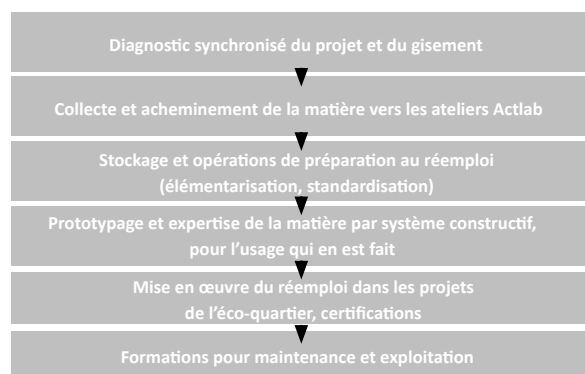 Diagnostic synchronisé du projet et du gisement
Collecte et acheminement de la matière vers les ateliers Actlab
Stockage et opérations de préparation au réemploi
(élémentarisation, standardisation)
Prototypage et expertise de la matière par système constructif,
pour l'usage qui en est fait
Mise en œuvre du réemploi dans les projets
de l'éco-quartier, certifications
Formations pour maintenance et exploitation